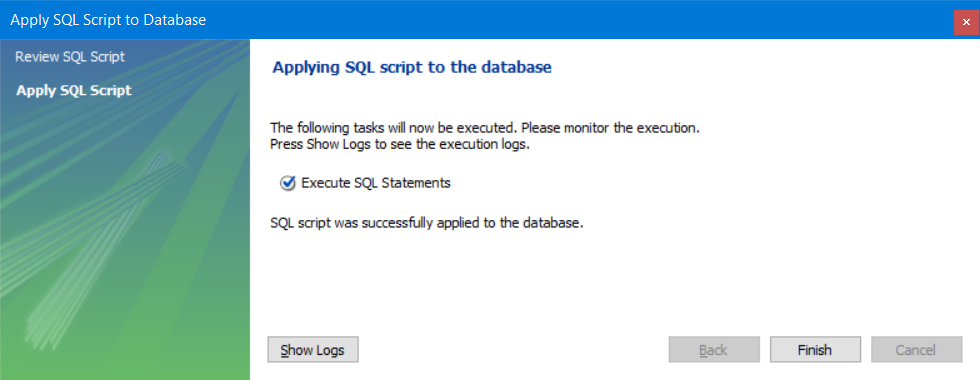 Apply SQL Script to Database
Review SQL Script
Apply SQL Script
Applying SQL script to the database
The following tasks will now be executed. Please monitor the execution.
Press Show Logs to see the execution logs.
Execute SQL Statements
SQL script was successfully applied to the database.
Show Logs
Back
Finish
Cancel